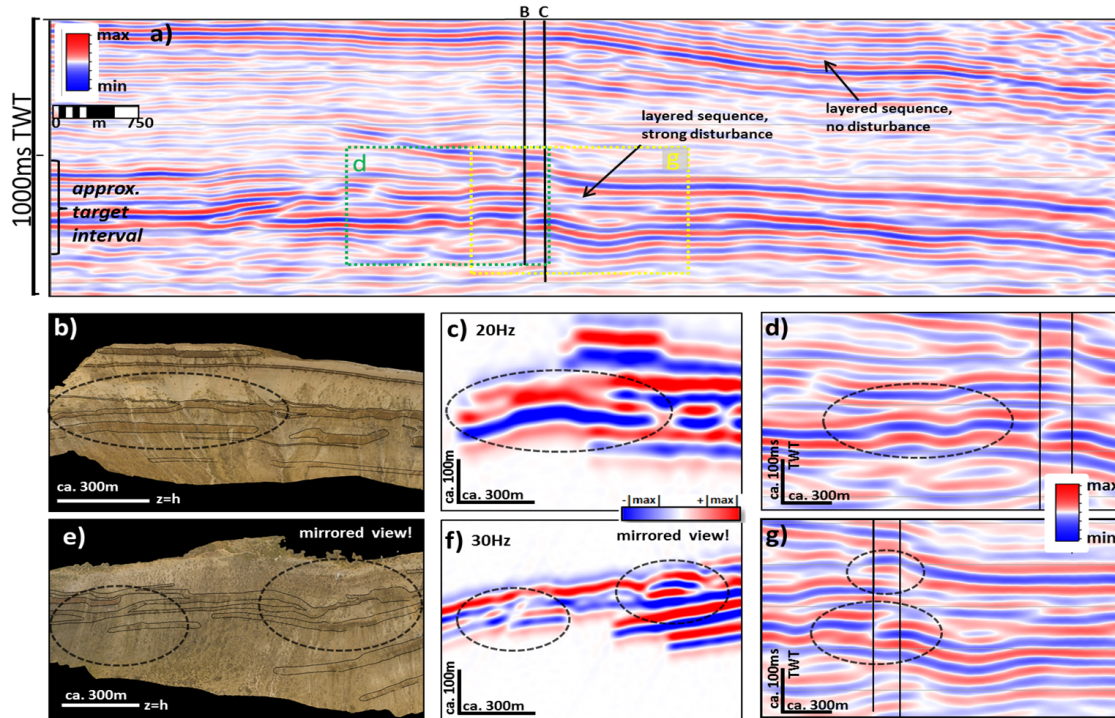 B C
a)
max
min
0 m 750
1000ms TWT
approx.
target
interval
d
g
layered sequence,
strong disturbance
layered sequence,
no disturbance
b)
ca. 300m
z=h
c)
20Hz
ca. 100m
ca. 300m
-|max| +|max|
d)
ca. 100ms
TWT
ca. 300m
max
min
e)
mirrored view!
ca. 300m
z=h
f)
30Hz
mirrored view!
ca. 100m
ca. 300m
g)
ca. 100ms
TWT
ca. 300m